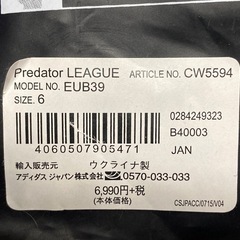 Predator LEAGUE ARTICLE NO. CW5594
MODEL NO. EUB39
SIZE. 6
0284249323
B40003
JAN
4060507905471
輸入販売元 ウクライナ製
アディダス ジャパン株式会社 0570-033-033
6,990円+税
(本体価格)
CSJPACC/0715/V04